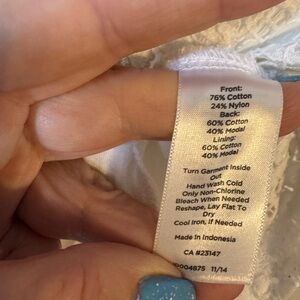 Front:
76% Cotton
24% Nylon
Back:
60% Cotton
40% Modal
Lining:
60% Cotton
40% Modal
Turn Garment Inside
Out
Hand Wash Cold
Only Non-Chlorine
Bleach When Needed
Reshape, Lay Flat To
Dry
Cool Iron, If Needed
Made in Indonesia
CA #23147
11/14